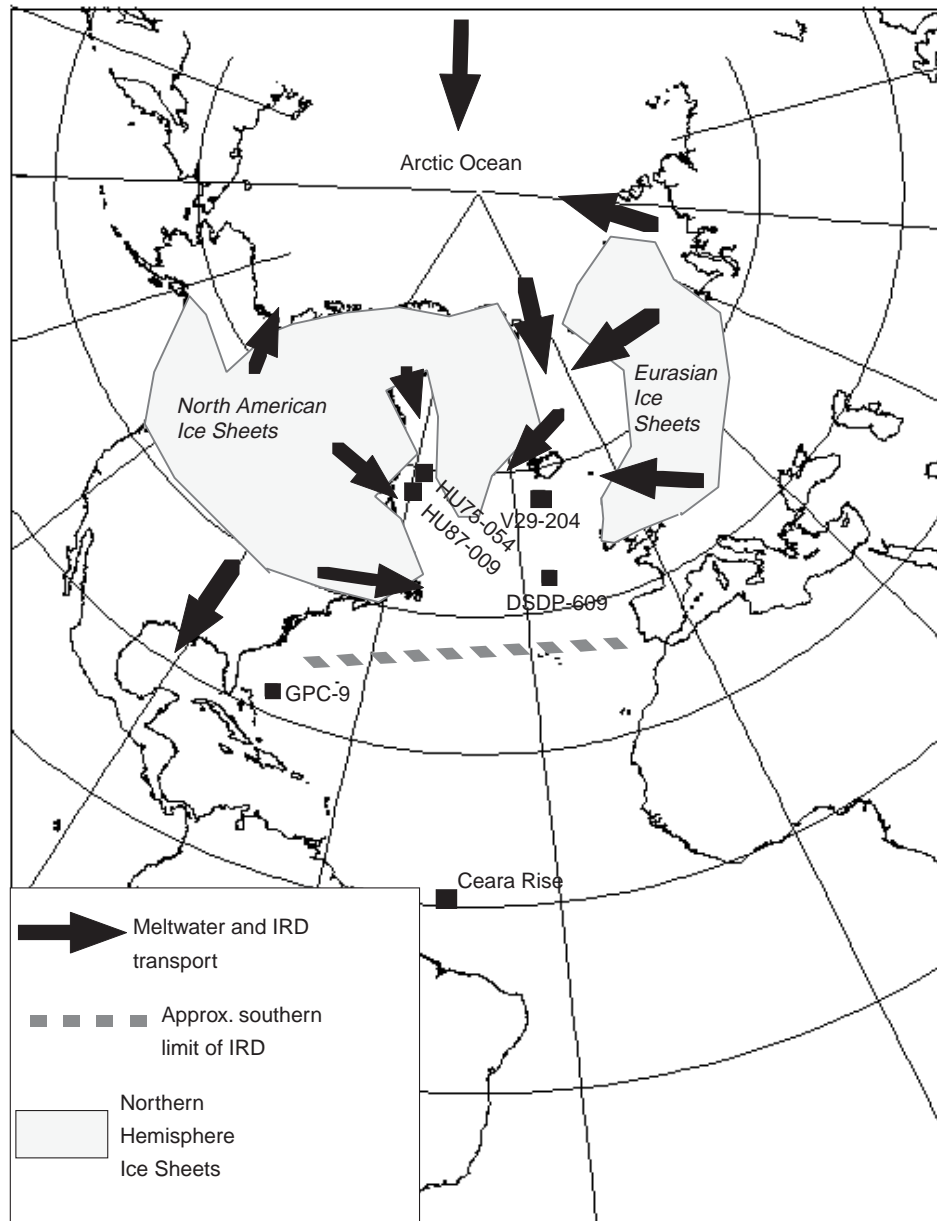 Arctic Ocean
North American
Ice Sheets
Eurasian
Ice
Sheets
HU75-054
HU87-009
V29-204
DSDP-609
GPC-9
Ceara Rise
Meltwater and IRD
transport
Approx. southern
limit of IRD
Northern
Hemisphere
Ice Sheets